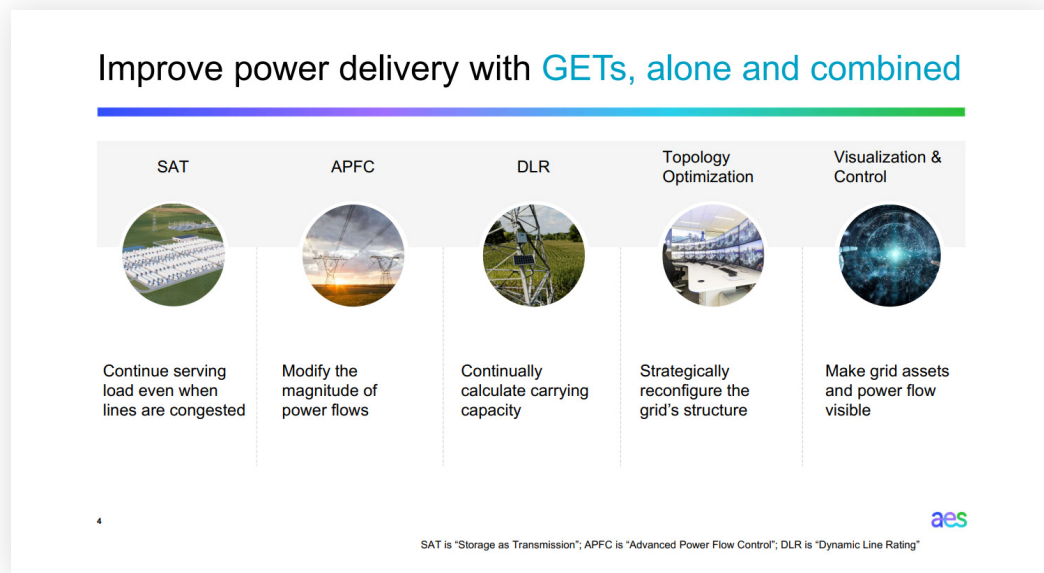 Improve power delivery with GETs, alone and combined
SAT
APFC
DLR
Topology
Optimization
Visualization &
Control
Continue serving
load even when
lines are congested
Modify the
magnitude of
power flows
Continually
calculate carrying
capacity
Strategically
reconfigure the
grid's structure
Make grid assets
and power flow
visible
4
aes
SAT is “Storage as Transmission”; APFC is “Advanced Power Flow Control”; DLR is “Dynamic Line Rating”